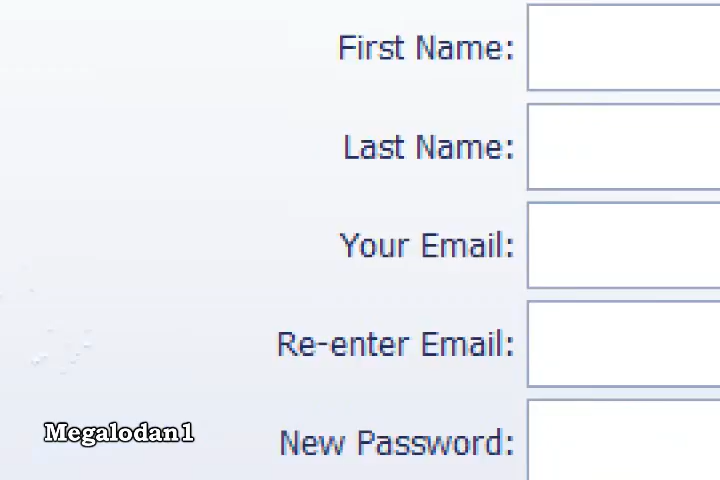 First Name:
Last Name:
Your Email:
Re-enter Email:
New Password:
Megalodan1